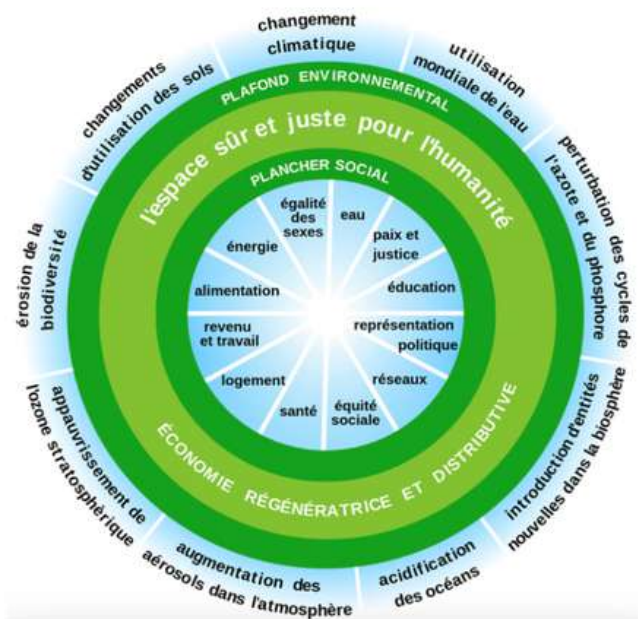 changement
climatique
utilisation
mondiale de l'eau
perturbation des cycles de
l'azote et du phosphore
introduction d'entités
nouvelles dans la biosphère
acidification
des océans
augmentation des
aérosols dans l'atmosphère
appauvrissement de
l'ozone stratosphérique
érosion de la
biodiversité
changements
d'utilisation des sols
PLAFOND ENVIRONNEMENTAL
l'espace sûr et juste pour l'humanité
PLANCHER SOCIAL
eau
paix et
justice
éducation
représentation
politique
réseaux
équité
sociale
santé
logement
revenu
et travail
alimentation
énergie
égalité
des
sexes
ÉCONOMIE RÉGÉNÉRATRICE ET DISTRIBUTIVE